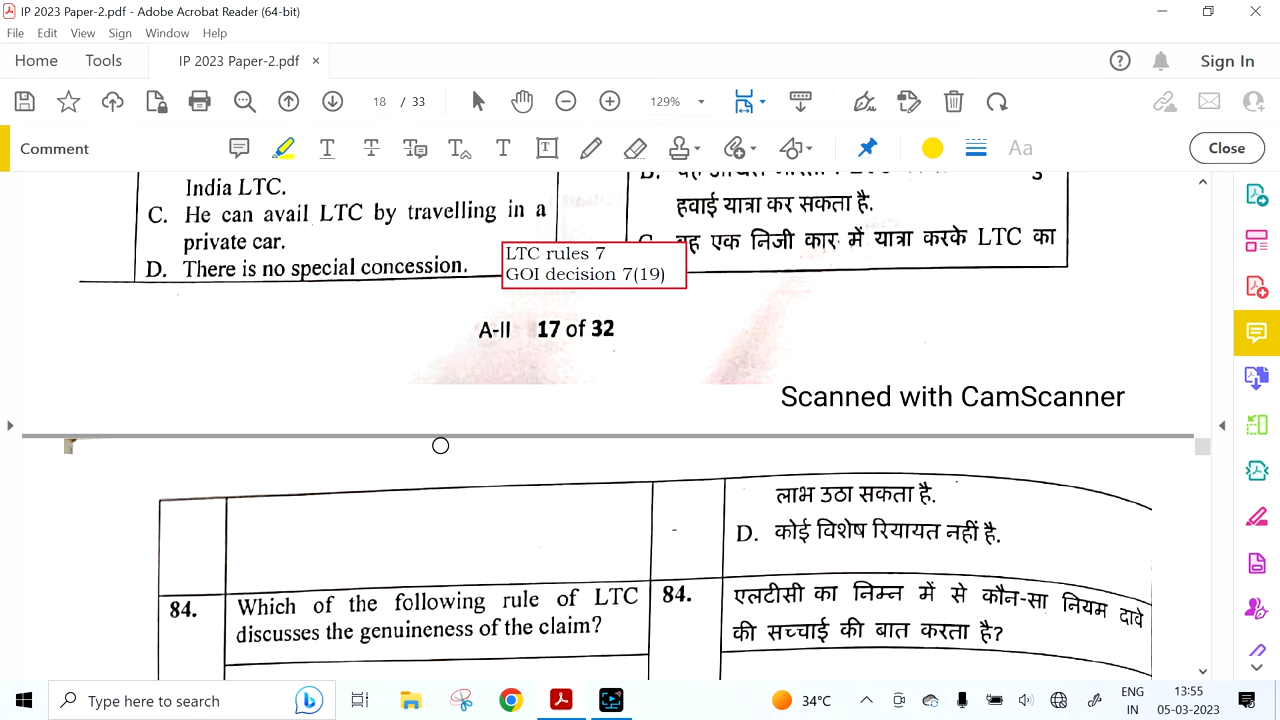 IP 2023 Paper-2.pdf - Adobe Acrobat Reader (64-bit)
File Edit View Sign Window Help
Home Tools IP 2023 Paper-2.pdf × Sign In
18 / 33 129%
Comment Close
India LTC.
C. He can avail LTC by travelling in a
private car.
D. There is no special concession.
हवाई यात्रा कर सकता है.
वह एक निजी कार में यात्रा करके LTC का
LTC rules 7
GOI decision 7(19)
A-II 17 of 32
Scanned with CamScanner
लाभ उठा सकता है.
D. कोई विशेष रियायत नहीं है.
84. Which of the following rule of LTC
discusses the genuineness of the claim?
84. एलटीसी का निम्न में से कौन-सा नियम दावे
की सच्चाई की बात करता है?
Type here to search
34°C
ENG
IN
13:55
05-03-2023